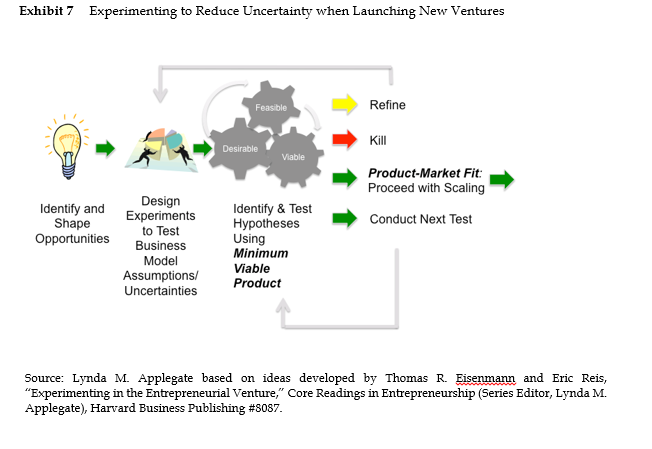 Exhibit 7 Experimenting to Reduce Uncertainty when Launching New Ventures
Feasible
Desirable
Viable
Refine
Kill
Product-Market Fit:
Proceed with Scaling
Conduct Next Test
Identify and
Shape
Opportunities
Design
Experiments
to Test
Business
Model
Assumptions/
Uncertainties
Identify & Test
Hypotheses
Using
Minimum
Viable
Product
Source: Lynda M. Applegate based on ideas developed by Thomas R. Eisenmann and Eric Reis,
“Experimenting in the Entrepreneurial Venture,” Core Readings in Entrepreneurship (Series Editor, Lynda M.
Applegate), Harvard Business Publishing #8087.